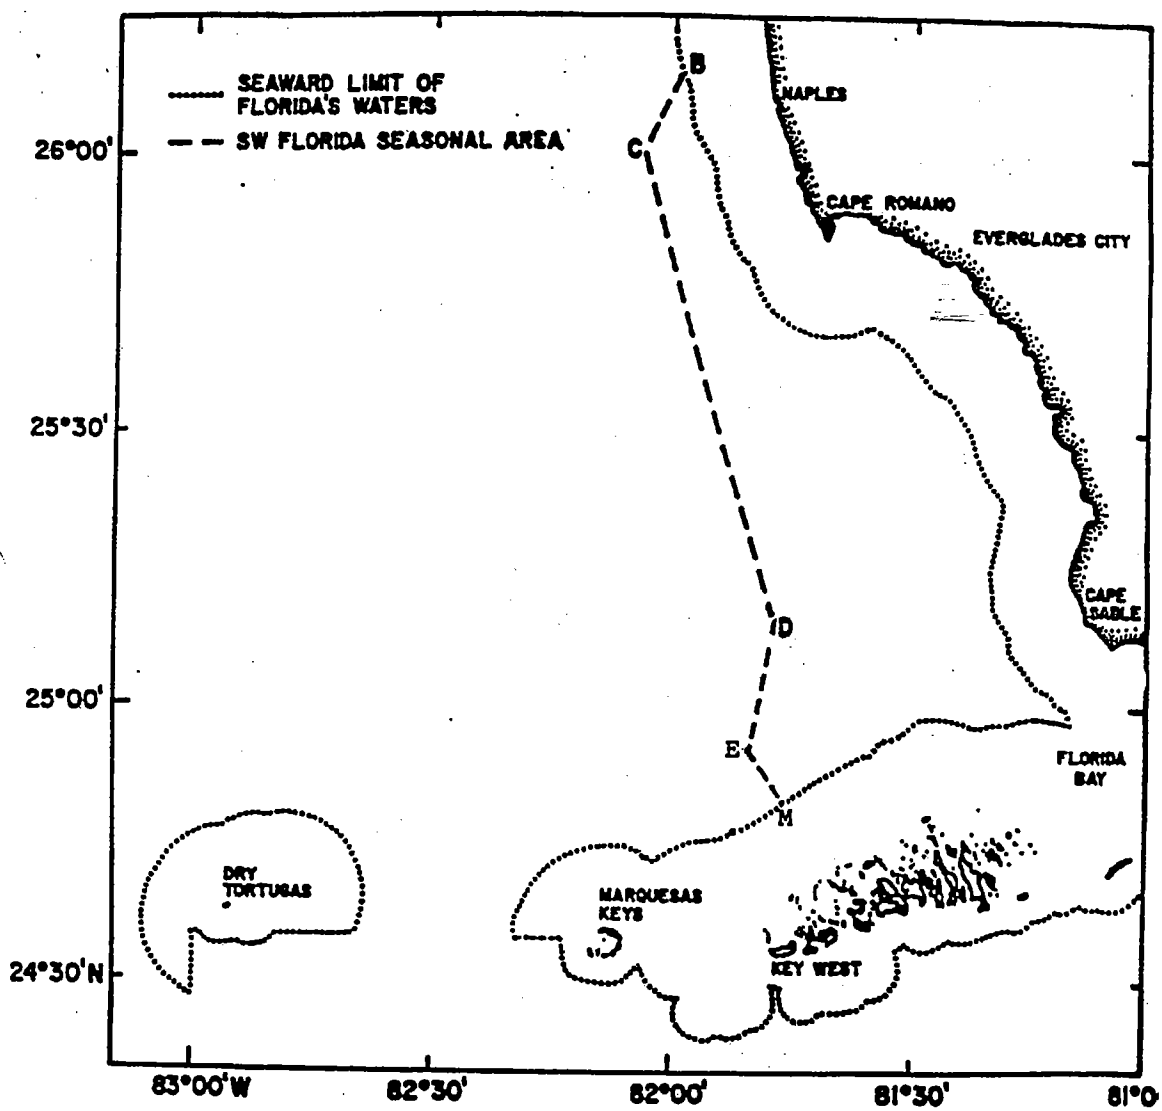 SEAWARD LIMIT OF
FLORIDA'S WATERS
SW FLORIDA SEASONAL AREA
B
NAPLES
26°00'
C
CAPE ROMANO
EVERGLADES CITY
25°30'
CAPE
SABLE
D
25°00'
E
FLORIDA
BAY
M
DRY
TORTUGAS
MARQUESAS
KEYS
24°30'N
KEY WEST
83°00'W
82°30'
82°00'
81°30'
81°0